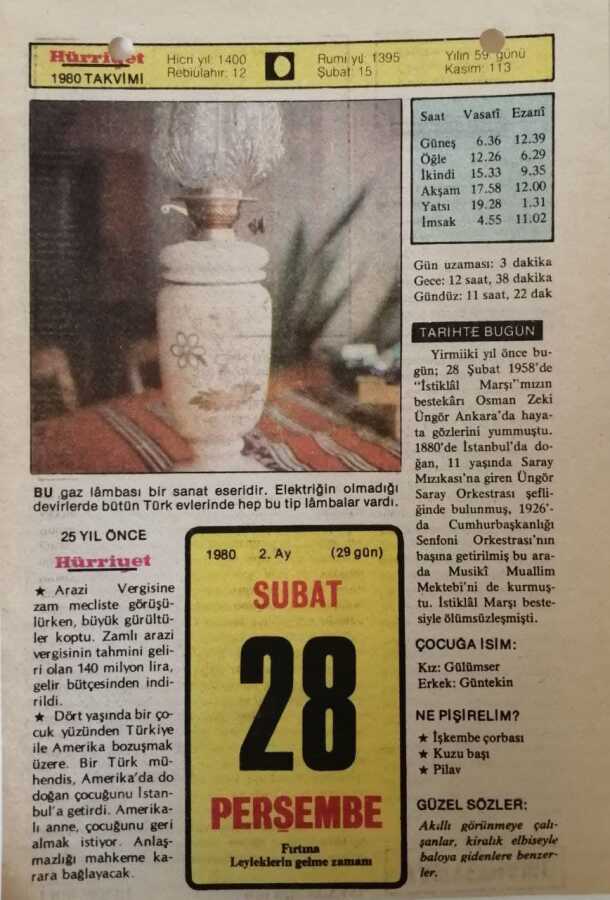 Hürriyet
1980 TAKVİMİ
Hicri yıl: 1400
Rebiülahır: 12
Rumi yıl: 1395
Şubat: 15
Yılın 59. günü
Kasım: 113
Saat Vasatî Ezanî
Güneş 6.36 12.39
Öğle 12.26 6.29
İkindi 15.33 9.35
Akşam 17.58 12.00
Yatsı 19.28 1.31
İmsak 4.55 11.02
Gün uzaması: 3 dakika
Gece: 12 saat, 38 dakika
Gündüz: 11 saat, 22 dak
TARIHTE BUGÜN
Yirmiiki yıl önce bu-
gün; 28 Şubat 1958'de
"İstiklâl Marşı"mızın
bestekârı Osman Zeki
Üngör Ankara'da haya-
ta gözlerini yummuştu.
1880'de İstanbul'da do-
ğan, 11 yaşında Saray
Mızıkası'na giren Üngör
Saray Orkestrası şefli-
ğinde bulunmuş, 1926'-
da Cumhurbaşkanlığı
Senfoni Orkestrası'nın
başına getirilmiş bu ara-
da Musikî Muallim
Mektebi'ni de kurmuş-
tu. İstiklâl Marşı beste-
siyle ölümsüzleşmişti.
ÇOCUĞA İSİM:
Kız: Gülümser
Erkek: Güntekin
NE PİŞİRELİM?
★ İşkembe çorbası
★ Kuzu başı
★ Pilav
GÜZEL SÖZLER:
Akıllı görünmeye çalı-
şanlar, kiralık elbiseyle
baloya gidenlere benzer-
ler.
BU gaz lâmbası bir sanat eseridir. Elektriğin olmadığı
devirlerde bütün Türk evlerinde hep bu tip lâmbalar vardı.
25 YIL ÖNCE
Hürriyet
★ Arazi Vergisine
zam mecliste görüşü-
lürken, büyük gürültü-
ler koptu. Zamlı arazi
vergisinin tahmini geli-
ri olan 140 milyon lira,
gelir bütçesinden indi-
rildi.
★ Dört yaşında bir ço-
cuk yüzünden Türkiye
ile Amerika bozuşmak
üzere. Bir Türk mü-
hendis, Amerika'da do
doğan çocuğunu İstan-
bul'a getirdi. Amerika-
lı anne, çocuğunu geri
almak istiyor. Anlaş-
mazlığı mahkeme ka-
rara bağlayacak.
1980 2. Ay (29 gün)
ŞUBAT
28
PERŞEMBE
Fırtına
Leyleklerin gelme zamanı